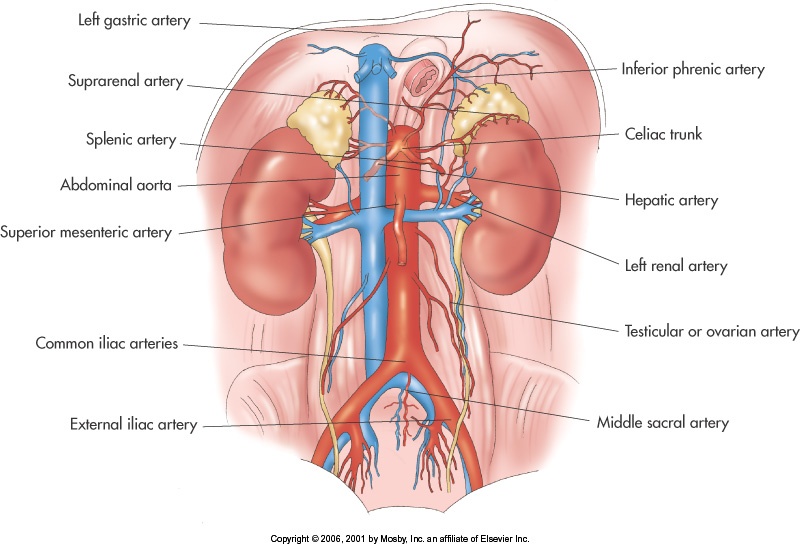 Left gastric artery
Suprarenal artery
Splenic artery
Abdominal aorta
Superior mesenteric artery
Common iliac arteries
External iliac artery
Inferior phrenic artery
Celiac trunk
Hepatic artery
Left renal artery
Testicular or ovarian artery
Middle sacral artery
Copyright © 2006, 2001 by Mosby, Inc. an affiliate of Elsevier Inc.